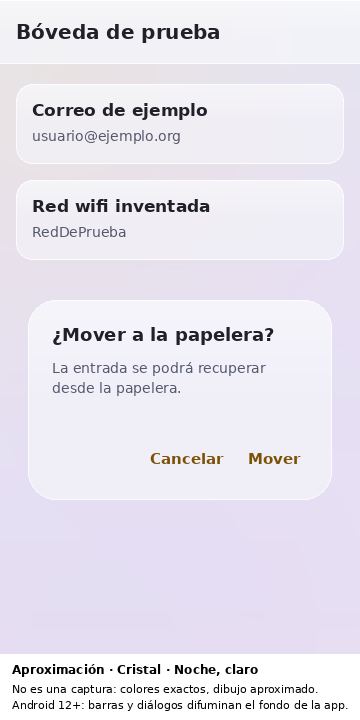 Bóveda de prueba
Correo de ejemplo
usuario@ejemplo.org
Red wifi inventada
RedDePrueba
¿Mover a la papelera?
La entrada se podrá recuperar
desde la papelera.
Cancelar Mover
Aproximación · Cristal · Noche, claro
No es una captura: colores exactos, dibujo aproximado.
Android 12+: barras y diálogos difuminan el fondo de la app.